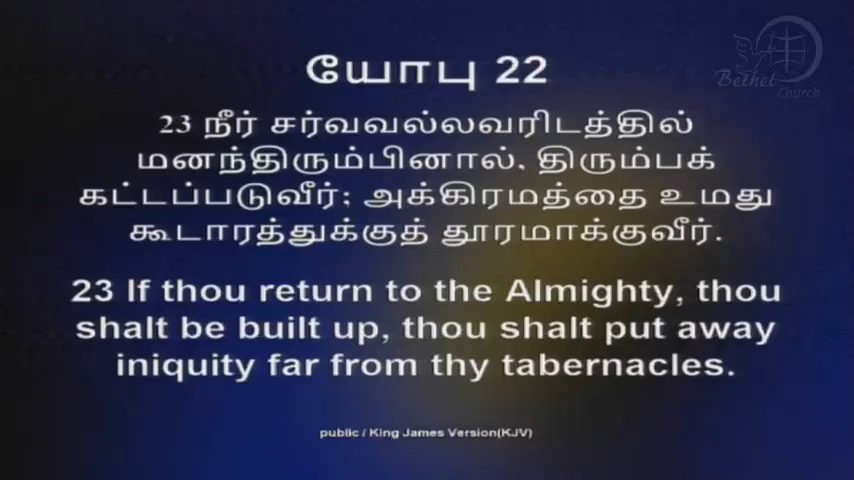 Bethel
Church
யோபு 22
23 நீர் சர்வவல்லவரிடத்தில்
மனந்திரும்பினால், திரும்பக்
கட்டப்படுவீர்; அக்கிரமத்தை உமது
கூடாரத்துக்குத் தூரமாக்குவீர்.
23 If thou return to the Almighty, thou
shalt be built up, thou shalt put away
iniquity far from thy tabernacles.
public / King James Version(KJV)